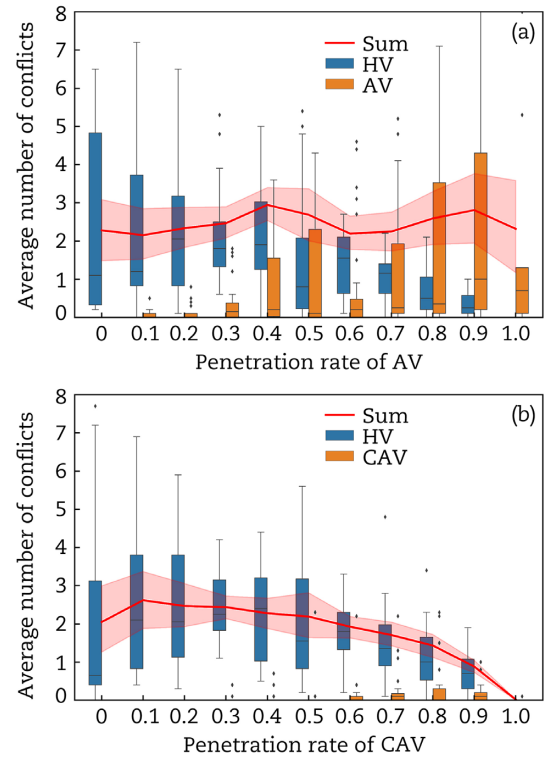 8
(a)
Sum
7
HV
6
AV
5
4
3
2
1
0
Average number of conflicts
0 0.1 0.2 0.3 0.4 0.5 0.6 0.7 0.8 0.9 1.0
Penetration rate of AV
8
(b)
Sum
7
HV
6
CAV
5
4
3
2
1
0
Average number of conflicts
0 0.1 0.2 0.3 0.4 0.5 0.6 0.7 0.8 0.9 1.0
Penetration rate of CAV